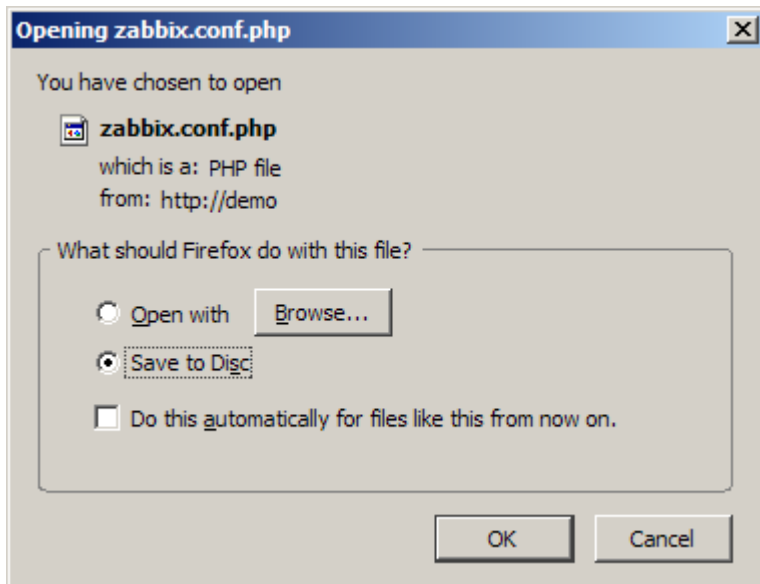 Opening zabbix.conf.php
You have chosen to open
zabbix.conf.php
which is a: PHP file
from: http://demo
What should Firefox do with this file?
Open with Browse...
Save to Disc
Do this automatically for files like this from now on.
OK Cancel